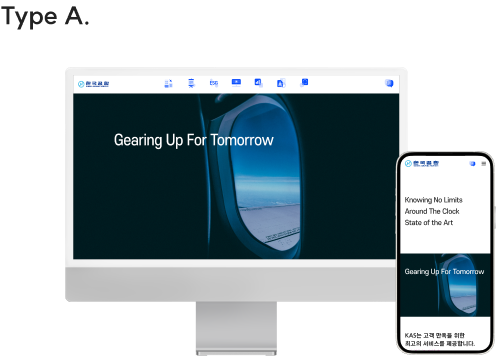 Type A.
ESG
Gearing Up For Tomorrow
Knowing No Limits
Around The Clock
State of the Art
Gearing Up For Tomorrow
KAS는 고객 만족을 위한
최고의 서비스를 제공합니다.